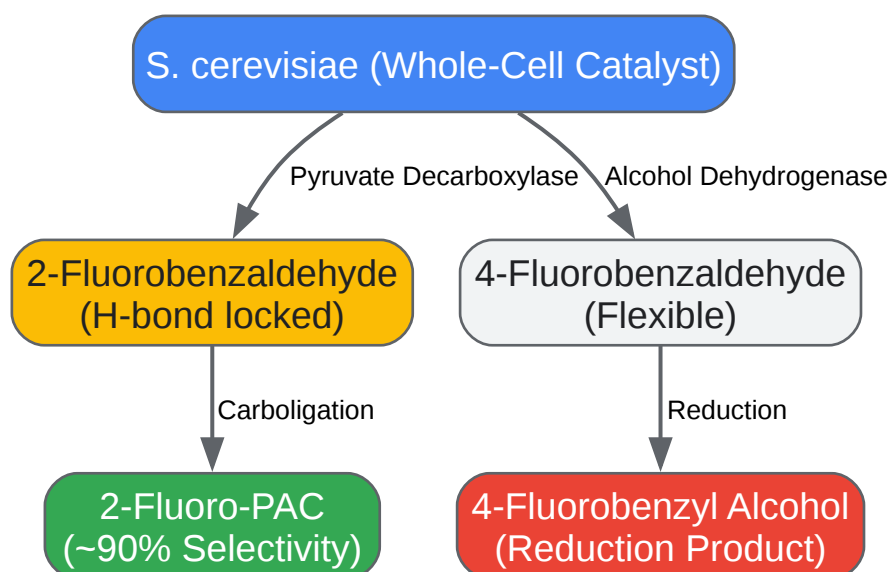 S. cerevisiae (Whole-Cell Catalyst)
Pyruvate Decarboxylase
Alcohol Dehydrogenase
2-Fluorobenzaldehyde
(H-bond locked)
4-Fluorobenzaldehyde
(Flexible)
Carboligation
Reduction
2-Fluoro-PAC
(~90% Selectivity)
4-Fluorobenzyl Alcohol
(Reduction Product)